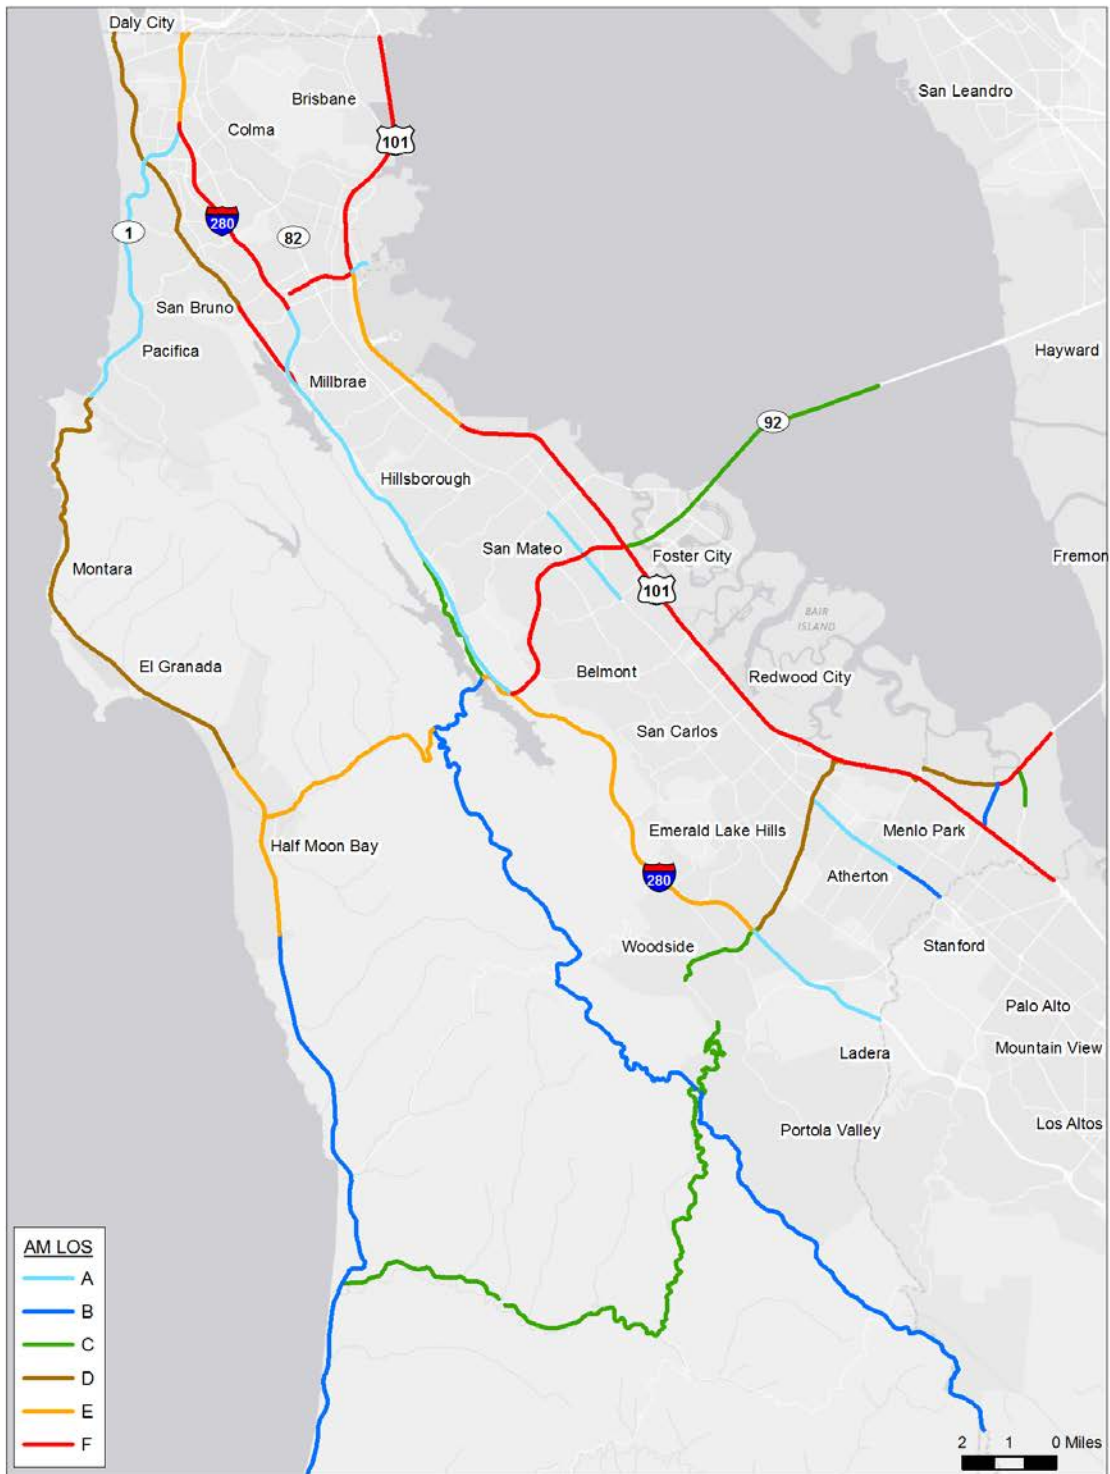 Daly City
San Leandro
Brisbane
Colma
101
280
82
1
San Bruno
Pacifica
Hayward
Millbrae
92
Hillsborough
San Mateo
Foster City
Fremon
Montara
101
BAIR
ISLAND
El Granada
Belmont
Redwood City
San Carlos
Emerald Lake Hills
Menlo Park
Half Moon Bay
280
Atherton
Woodside
Stanford
Palo Alto
Ladera
Mountain View
Portola Valley
Los Altos
AM LOS
A
B
C
D
E
F
2 1 0 Miles